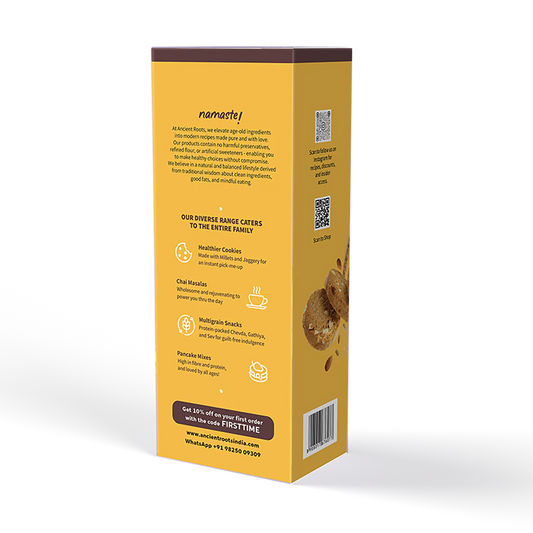 namaste!
At Ancient Roots, we elevate age-old ingredients
into modern recipes made pure and with love.
Our products contain no harmful preservatives,
refined flour, or artificial sweeteners - enabling you
to make healthy choices without compromise.
We believe in a natural and balanced lifestyle derived
from traditional wisdom about clean ingredients,
good fats, and mindful eating.
OUR DIVERSE RANGE CATERS
TO THE ENTIRE FAMILY
Healthier Cookies
Made with Millets and Jaggery for
an instant pick-me-up
Chai Masalas
Wholesome and rejuvenating to
power you thru the day
Multigrain Snacks
Protein-packed Chevda, Gathiya,
and Sev for guilt-free indulgence
Pancake Mixes
High in fibre and protein,
and loved by all ages!
Get 10% off on your first order
with the code FIRSTTIME
www.ancientrootsindia.com
WhatsApp +91 98250 09309
Scan to follow us on
Instagram for
recipes, discounts,
and insider
access.
Scan to Shop